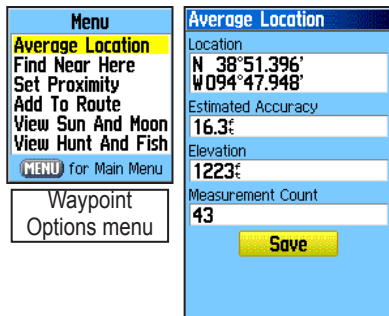 Menu
Average Location
Find Near Here
Set Proximity
Add To Route
View Sun And Moon
View Hunt And Fish
MENU for Main Menu
Waypoint
Options menu
Average Location
Location
N 38°51.396'
W 094°47.948'
Estimated Accuracy
16.3ft
Elevation
1223ft
Measurement Count
43
Save